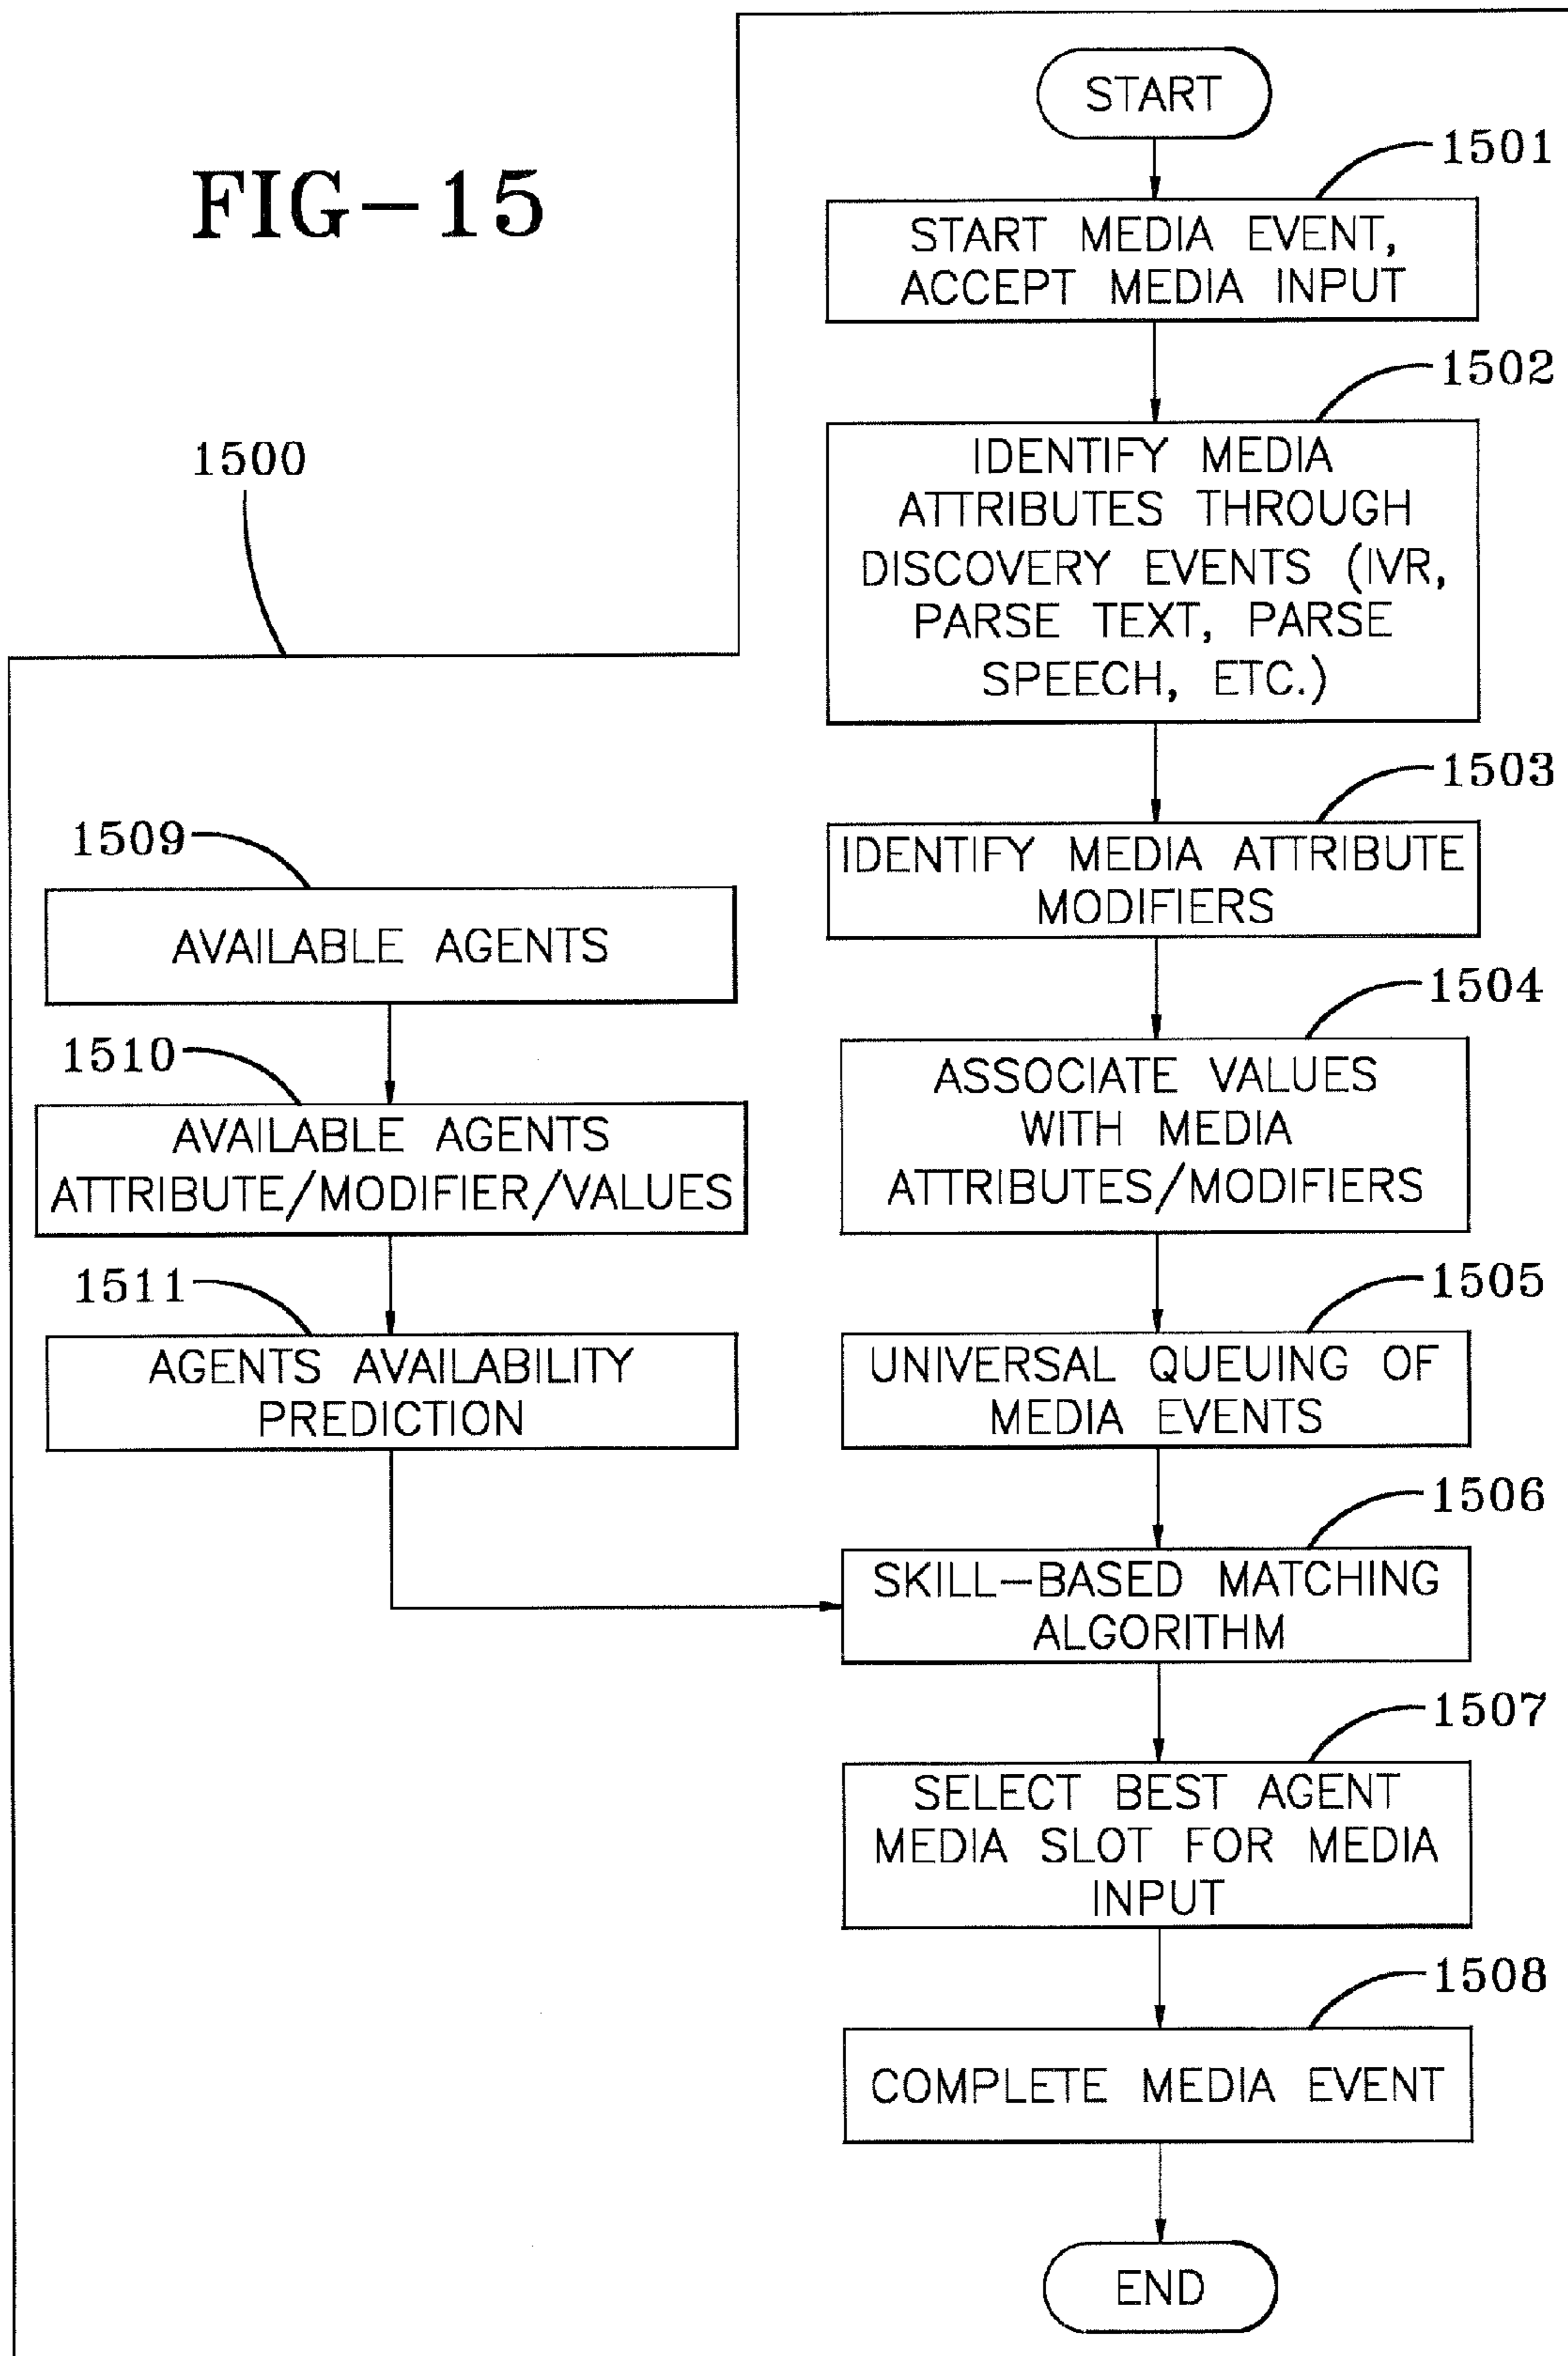 FIG-15
1500
START
1501
START MEDIA EVENT,
ACCEPT MEDIA INPUT
1502
IDENTIFY MEDIA
ATTRIBUTES THROUGH
DISCOVERY EVENTS (IVR,
PARSE TEXT, PARSE
SPEECH, ETC.)
1503
IDENTIFY MEDIA ATTRIBUTE
MODIFIERS
1504
ASSOCIATE VALUES
WITH MEDIA
ATTRIBUTES/MODIFIERS
1505
UNIVERSAL QUEUING OF
MEDIA EVENTS
1509
AVAILABLE AGENTS
1510
AVAILABLE AGENTS
ATTRIBUTE/MODIFIER/VALUES
1511
AGENTS AVAILABILITY
PREDICTION
1506
SKILL-BASED MATCHING
ALGORITHM
1507
SELECT BEST AGENT
MEDIA SLOT FOR MEDIA
INPUT
1508
COMPLETE MEDIA EVENT
END